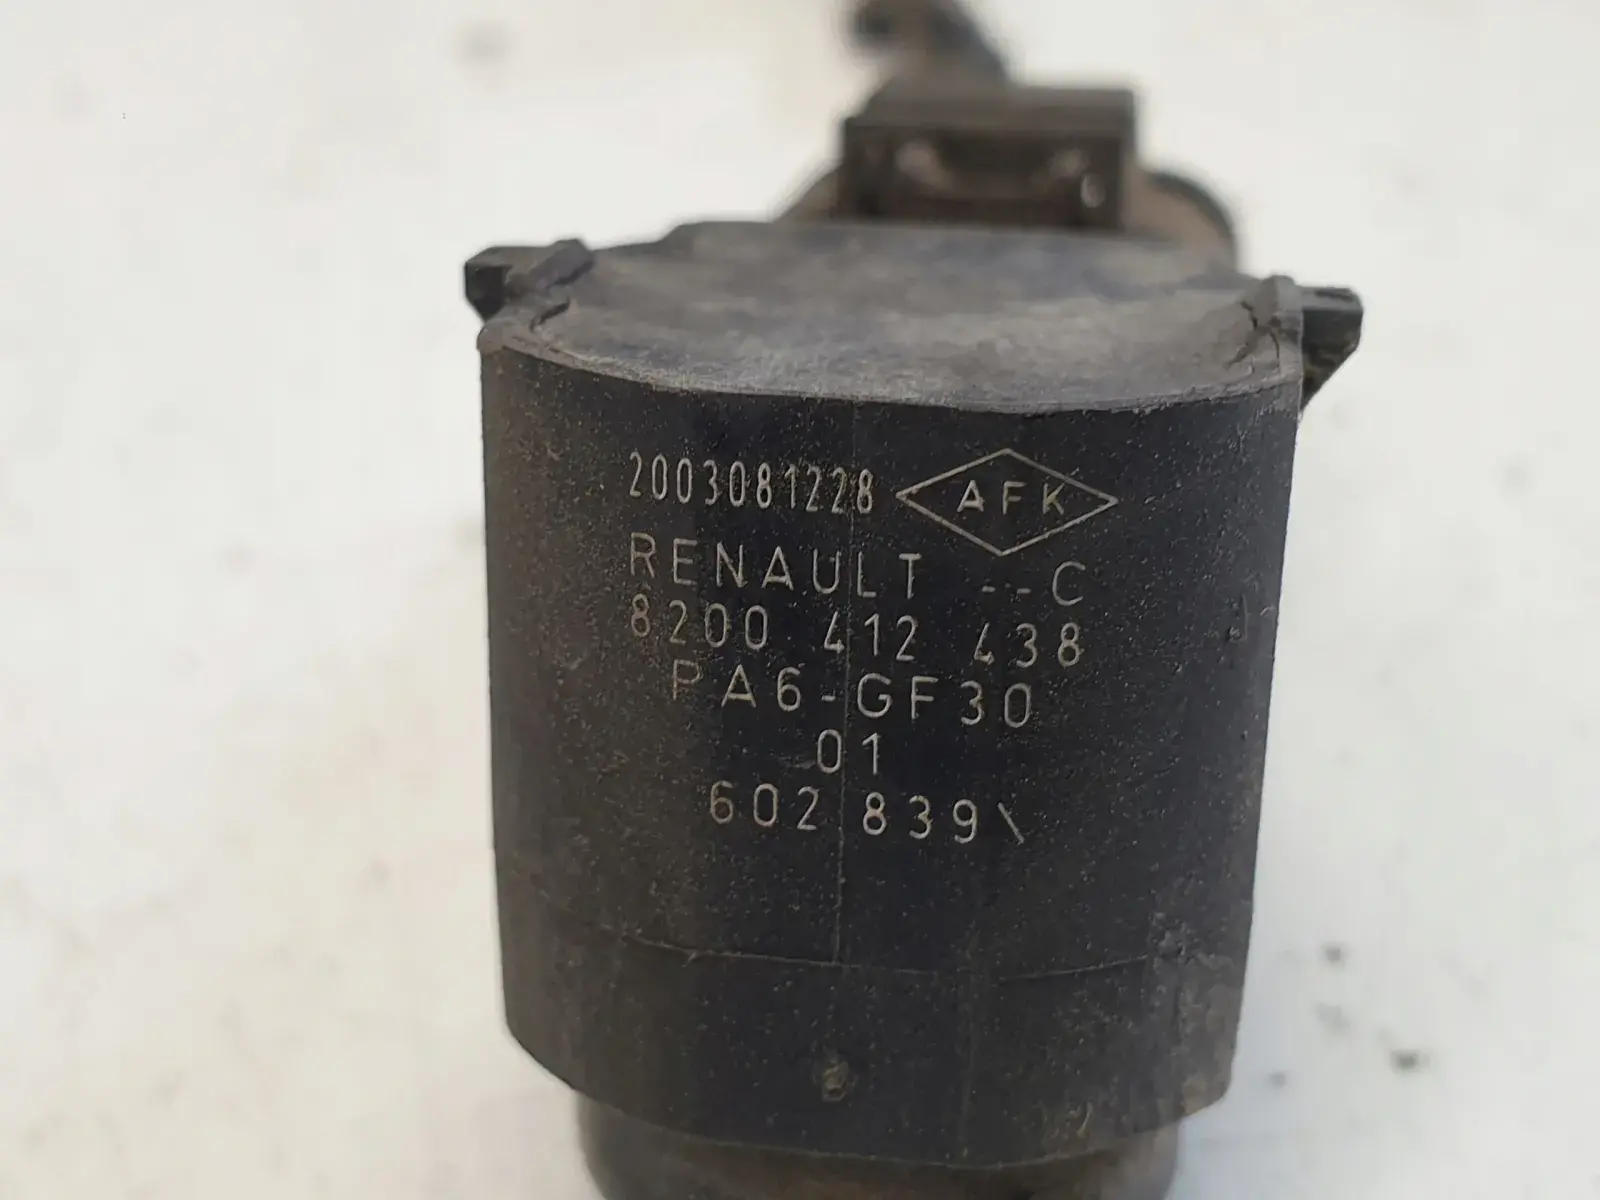 2003081228 AFK
RENAULT --C
8200 412 438
PA6-GF30
01
602 839\